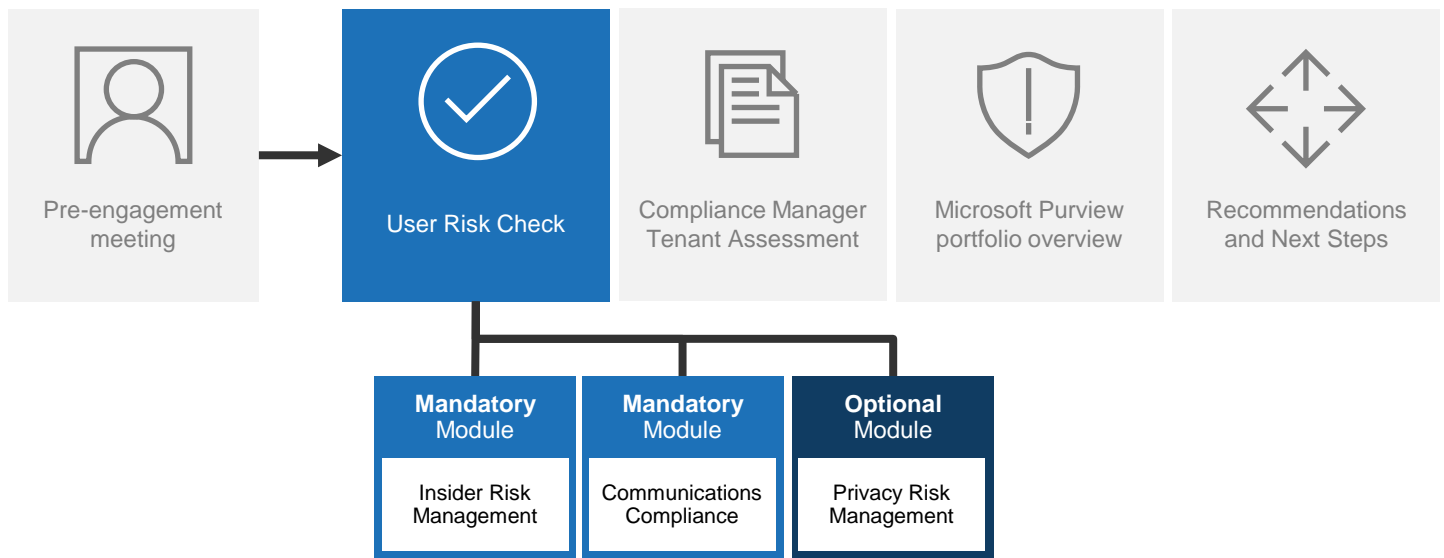 Pre-engagement
meeting
User Risk Check
Compliance Manager
Tenant Assessment
Microsoft Purview
portfolio overview
Recommendations
and Next Steps
Mandatory
Module
Insider Risk
Management
Mandatory
Module
Communications
Compliance
Optional
Module
Privacy Risk
Management